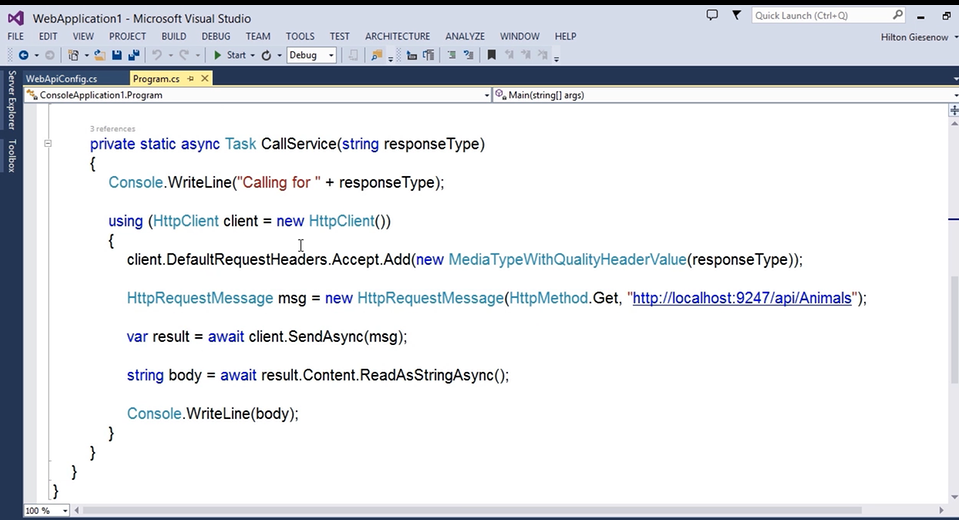 WebApplication1 - Microsoft Visual Studio
Quick Launch (Ctrl+Q)
FILE EDIT VIEW PROJECT BUILD DEBUG TEAM TOOLS TEST ARCHITECTURE ANALYZE WINDOW HELP
Hilton Giesenow
Start
Debug
Server Explorer
Toolbox
WebApiConfig.cs
Program.cs
ConsoleApplication1.Program
Main(string[] args)
3 references
private static async Task CallService(string responseType)
{
Console.WriteLine("Calling for " + responseType);
using (HttpClient client = new HttpClient())
{
client.DefaultRequestHeaders.Accept.Add(new MediaTypeWithQualityHeaderValue(responseType));
HttpRequestMessage msg = new HttpRequestMessage(HttpMethod.Get, "http://localhost:9247/api/Animals");
var result = await client.SendAsync(msg);
string body = await result.Content.ReadAsStringAsync();
Console.WriteLine(body);
}
}
}
}
100 %